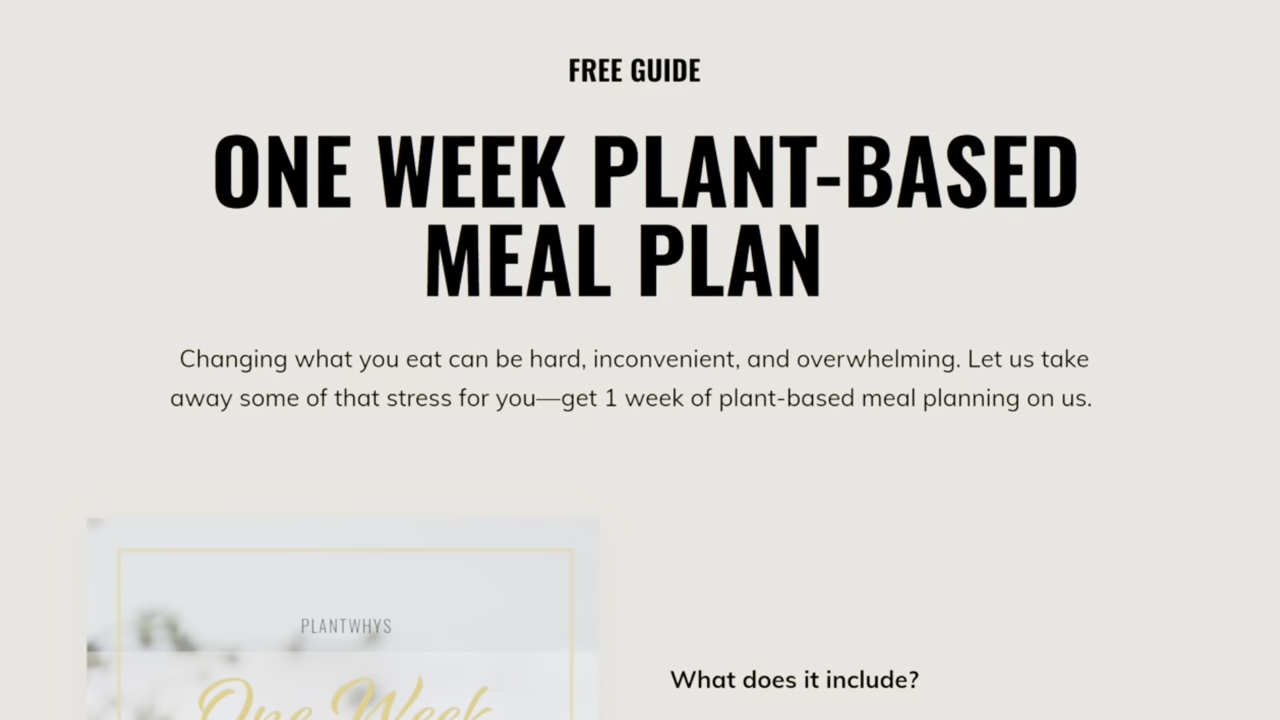 FREE GUIDE
ONE WEEK PLANT-BASED
MEAL PLAN
Changing what you eat can be hard, inconvenient, and overwhelming. Let us take
away some of that stress for you—get 1 week of plant-based meal planning on us.
PLANTWHYS
One Week
What does it include?